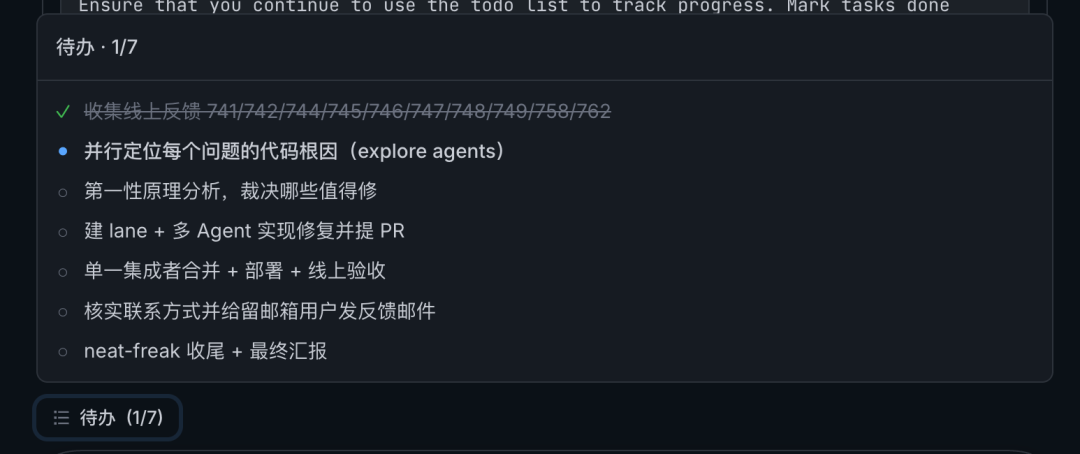 Ensure that you continue to use the todo list to track progress. Mark tasks done
待办 · 1/7
收集线上反馈 741/742/744/745/746/747/748/749/758/762
并行定位每个问题的代码根因（explore agents）
第一性原理分析，裁决哪些值得修
建 lane + 多 Agent 实现修复并提 PR
单一集成者合并 + 部署 + 线上验收
核实联系方式并给留邮箱用户发反馈邮件
neat-freak 收尾 + 最终汇报
待办（1/7）